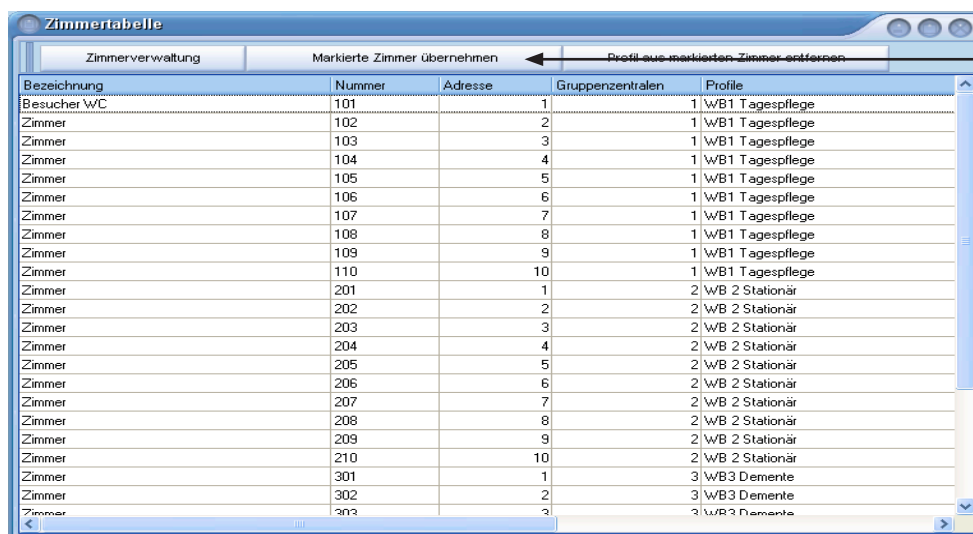 Zimmertabelle
Zimmerverwaltung Markierte Zimmer übernehmen Profil aus markierten Zimmer entfernen
Bezeichnung Nummer Adresse Gruppenzentralen Profile
Besucher WC 101 1 1 WB1 Tagespflege
Zimmer 102 2 1 WB1 Tagespflege
Zimmer 103 3 1 WB1 Tagespflege
Zimmer 104 4 1 WB1 Tagespflege
Zimmer 105 5 1 WB1 Tagespflege
Zimmer 106 6 1 WB1 Tagespflege
Zimmer 107 7 1 WB1 Tagespflege
Zimmer 108 8 1 WB1 Tagespflege
Zimmer 109 9 1 WB1 Tagespflege
Zimmer 110 10 1 WB1 Tagespflege
Zimmer 201 1 2 WB 2 Stationär
Zimmer 202 2 2 WB 2 Stationär
Zimmer 203 3 2 WB 2 Stationär
Zimmer 204 4 2 WB 2 Stationär
Zimmer 205 5 2 WB 2 Stationär
Zimmer 206 6 2 WB 2 Stationär
Zimmer 207 7 2 WB 2 Stationär
Zimmer 208 8 2 WB 2 Stationär
Zimmer 209 9 2 WB 2 Stationär
Zimmer 210 10 2 WB 2 Stationär
Zimmer 301 1 3 WB3 Demente
Zimmer 302 2 3 WB3 Demente
Zimmer 303 3 3 WB3 Demente